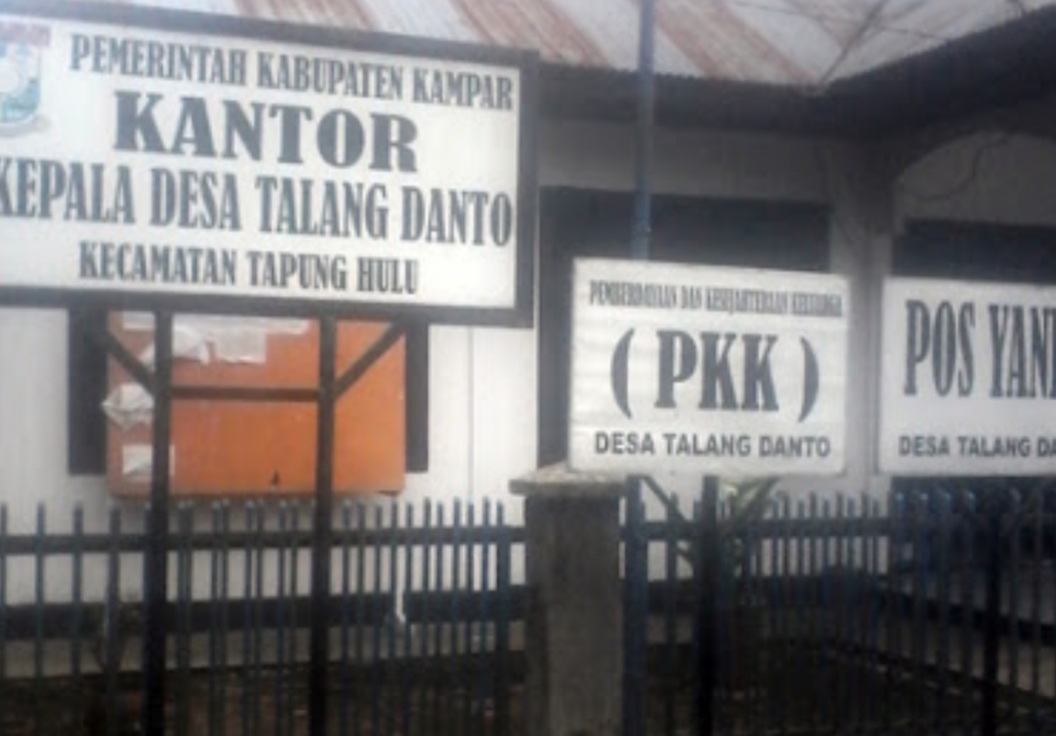 PEMERINTAH KABUPATEN KAMPAR
KANTOR
KEPALA DESA TALANG DANTO
KECAMATAN TAPUNG HULU
PEMBERDAYAAN DAN KESEJAHTERAAN KELUARGA
( PKK )
DESA TALANG DANTO
POS YAN
DESA TALANG DA